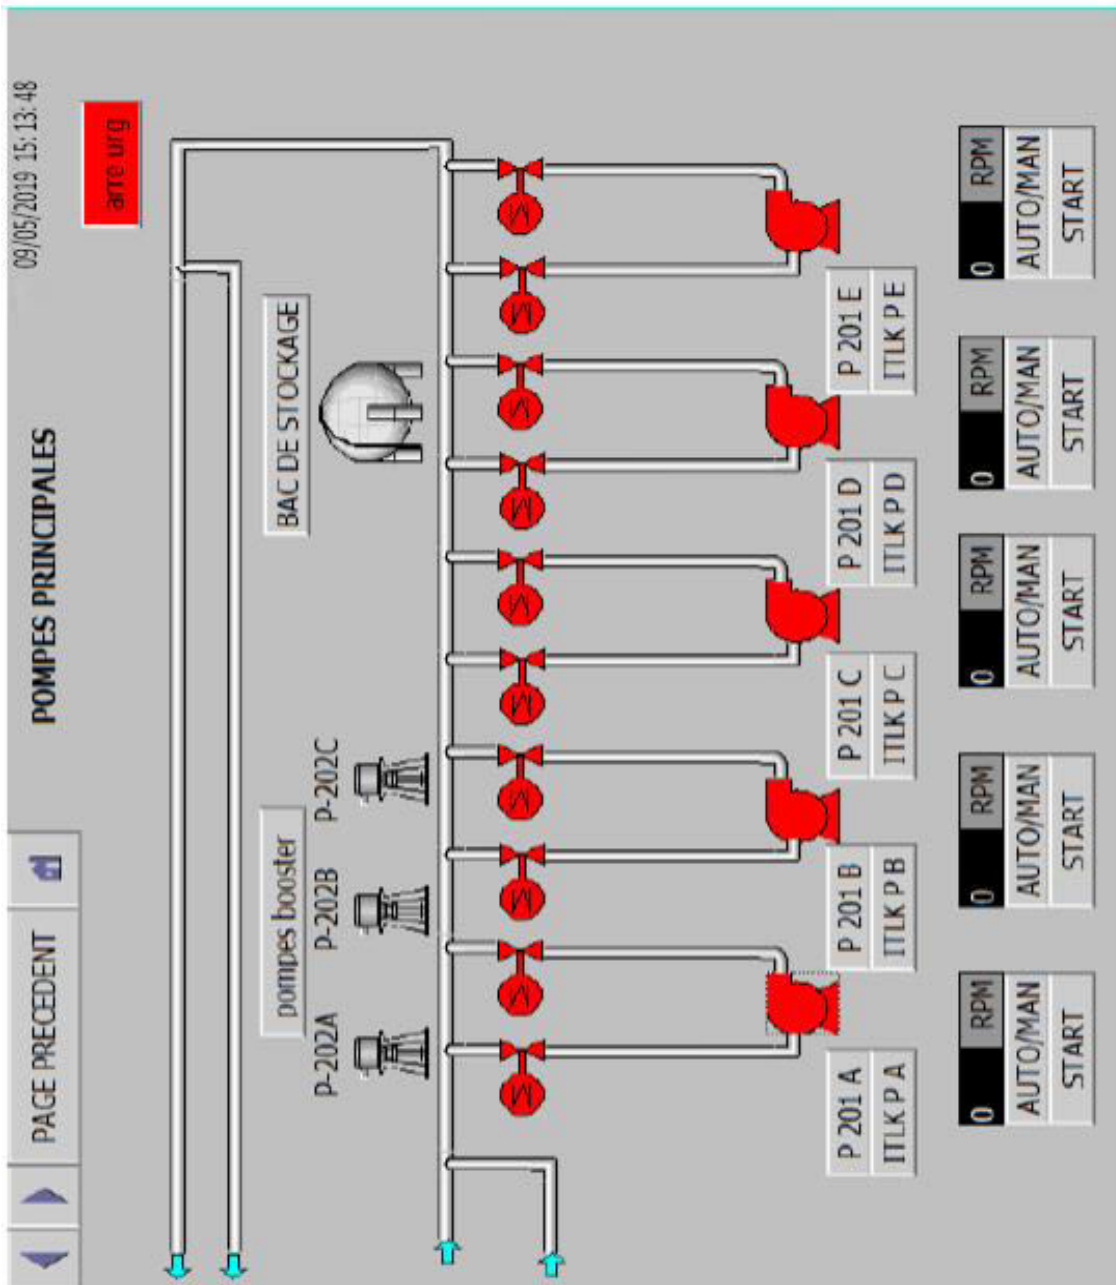 PAGE PRECEDENT
POMPES PRINCIPALES
09/05/2019 15:13:48
arre urg
pompes booster
BAC DE STOCKAGE
P-202A
P-202B
P-202C
P 201 A
ITLK P A
P 201 B
ITLK P B
P 201 C
ITLK P C
P 201 D
ITLK P D
P 201 E
ITLK P E
0 RPM
AUTO/MAN
START
0 RPM
AUTO/MAN
START
0 RPM
AUTO/MAN
START
0 RPM
AUTO/MAN
START
0 RPM
AUTO/MAN
START